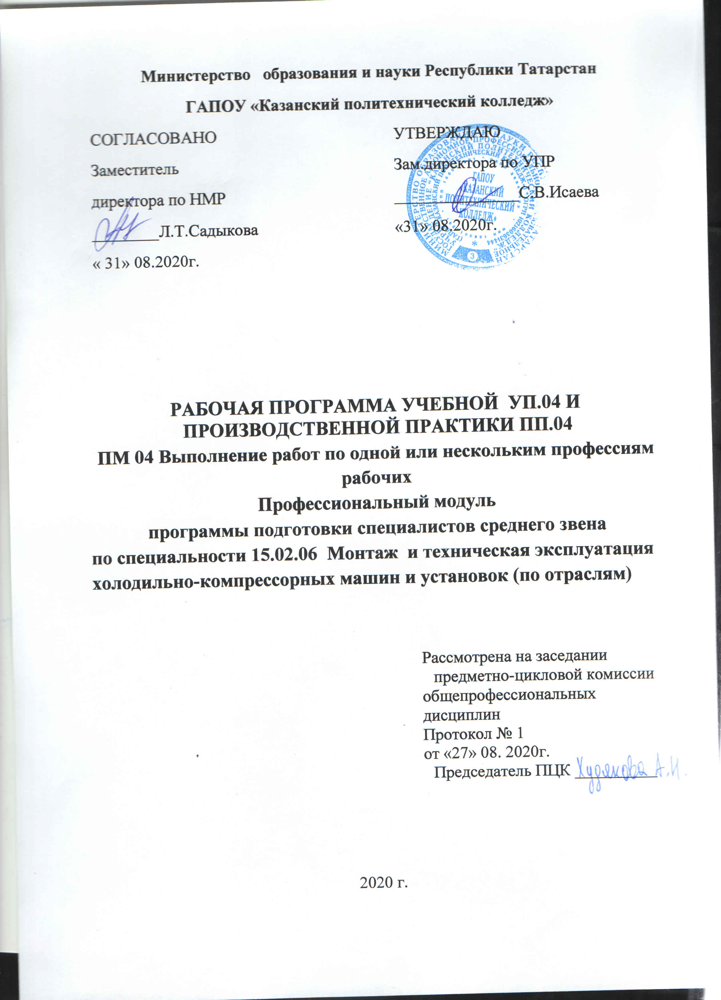 Министерство образования и науки Республики Татарстан
ГАПОУ «Казанский политехнический колледж»
СОГЛАСОВАНО
Заместитель
директора по НМР
Л.Т.Садыкова
« 31» 08.2020г.
УТВЕРЖДАЮ
Зам.директора по УПР
С.В.Исаева
«31» 08.2020г.
ГАПОУ
«КАЗАНСКИЙ
ПОЛИТЕХНИЧЕСКИЙ
КОЛЛЕДЖ»
3
РАБОЧАЯ ПРОГРАММА УЧЕБНОЙ УП.04 И
ПРОИЗВОДСТВЕННОЙ ПРАКТИКИ ПП.04
ПМ 04 Выполнение работ по одной или нескольким профессиям
рабочих
Профессиональный модуль
программы подготовки специалистов среднего звена
по специальности 15.02.06 Монтаж и техническая эксплуатация
холодильно-компрессорных машин и установок (по отраслям)
Рассмотрена на заседании
предметно-цикловой комиссии
общепрофессиональных
дисциплин
Протокол № 1
от «27» 08. 2020г.
Председатель ПЦК Худякова А.И.
2020 г.